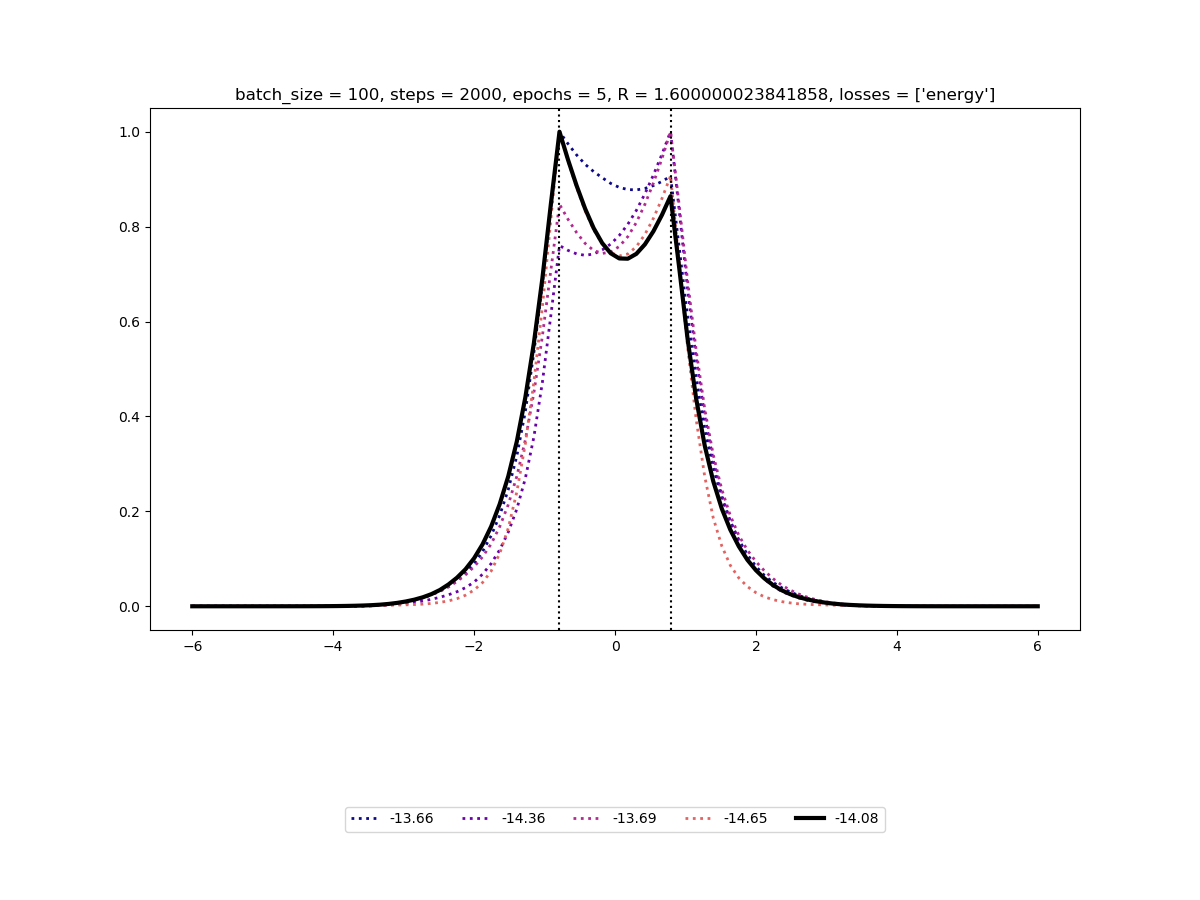 batch_size = 100, steps = 2000, epochs = 5, R = 1.600000023841858, losses = ['energy']
1.0
0.8
0.6
0.4
0.2
0.0
−6 −4 −2 0 2 4 6
-13.66 -14.36 -13.69 -14.65 -14.08